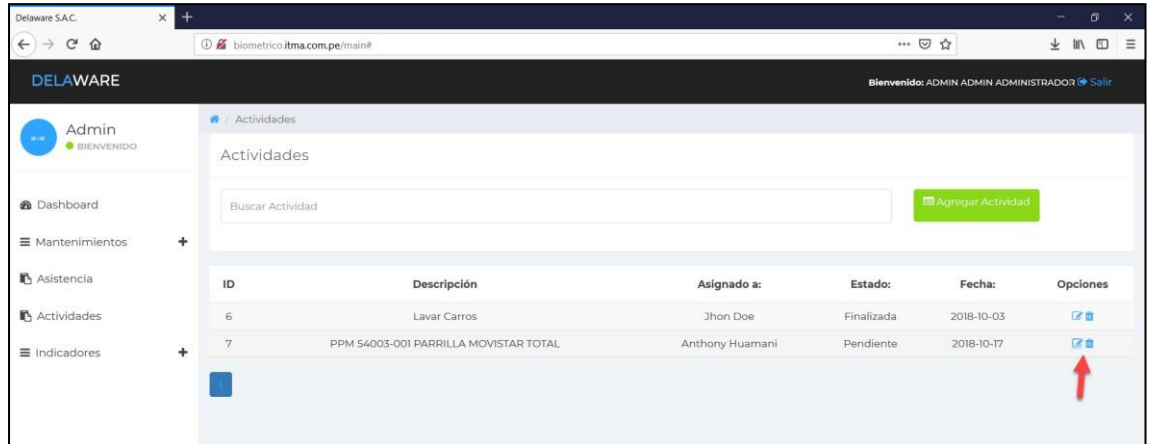 Delaware S.A.C.
biometrico.itma.com.pe/main#
DELAWARE
Bienvenido: ADMIN ADMIN ADMINISTRADOR Salir
Admin
BIENVENIDO
/ Actividades
Actividades
Dashboard
Buscar Actividad
Agregar Actividad
Mantenimientos +
Asistencia
Actividades
Indicadores +
ID Descripción Asignado a: Estado: Fecha: Opciones
6 Lavar Carros Jhon Doe Finalizada 2018-10-03
7 PPM 54003-001 PARRILLA MOVISTAR TOTAL Anthony Huamani Pendiente 2018-10-17
1